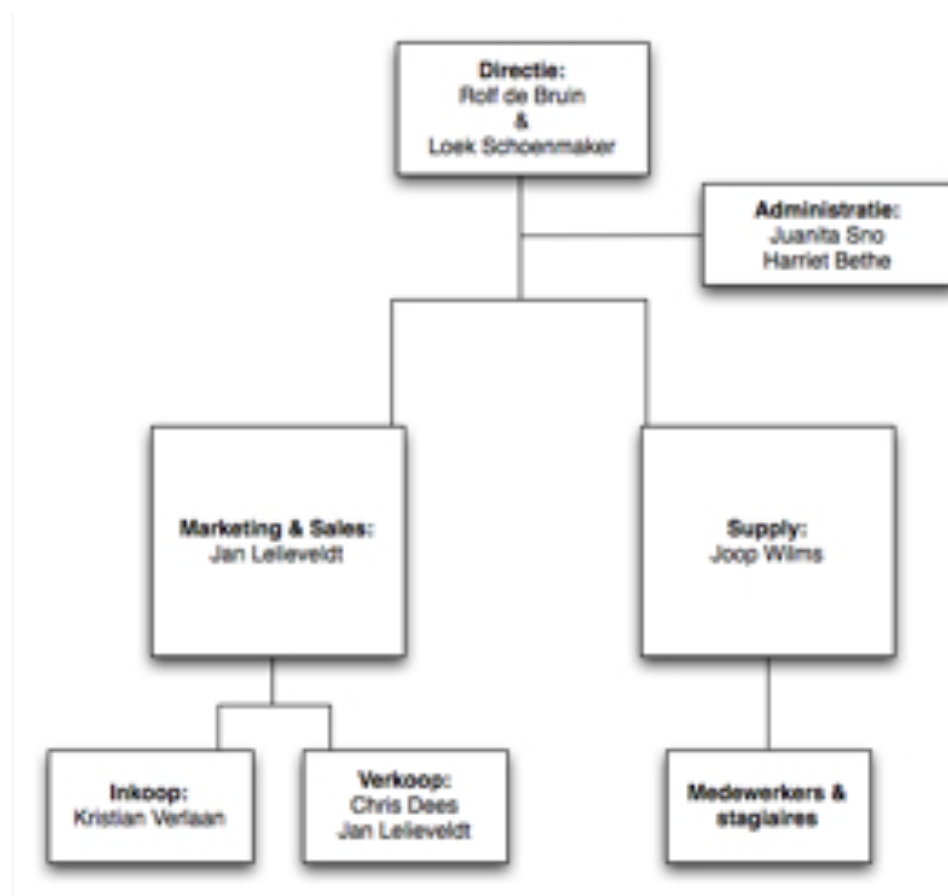 Directie:
Rolf de Bruin
&
Loek Schoenmaker
Administratie:
Juanita Sno
Harriet Bethe
Marketing & Sales:
Jan Lelieveldt
Supply:
Joop Wilms
Inkoop:
Kristian Verlaan
Verkoop:
Chris Dees
Jan Lelieveldt
Medewerkers &
stagiaires